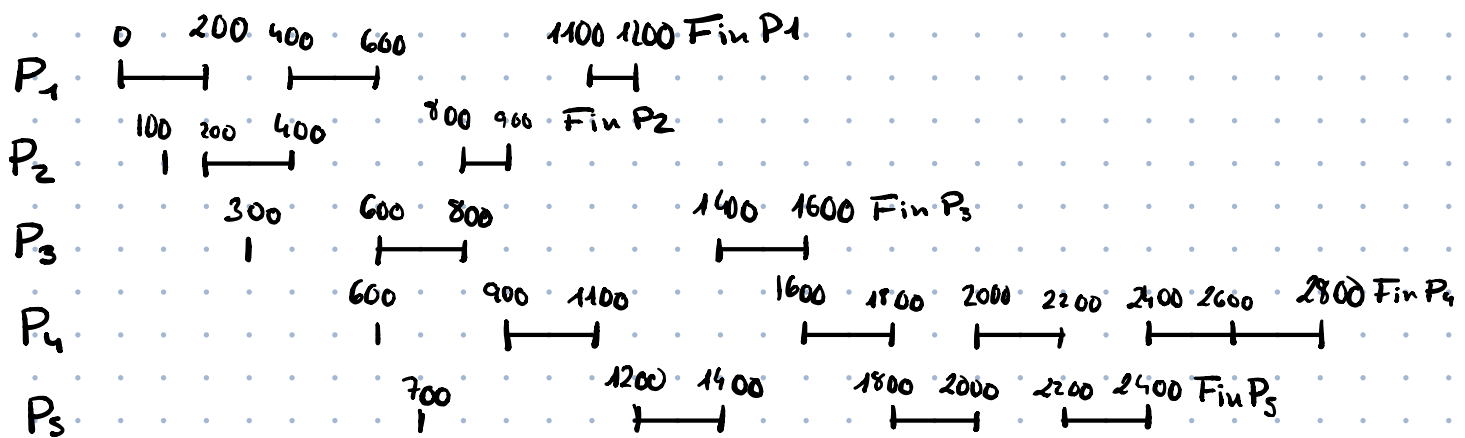 0 200 400 600 1100 1200 Fin P1
P1
100 200 400 800 900 Fin P2
P2
300 600 800 1400 1600 Fin P3
P3
600 900 1100 1600 1800 2000 2200 2400 2600 2800 Fin P4
P4
700 1200 1400 1800 2000 2200 2400 Fin P5
P5